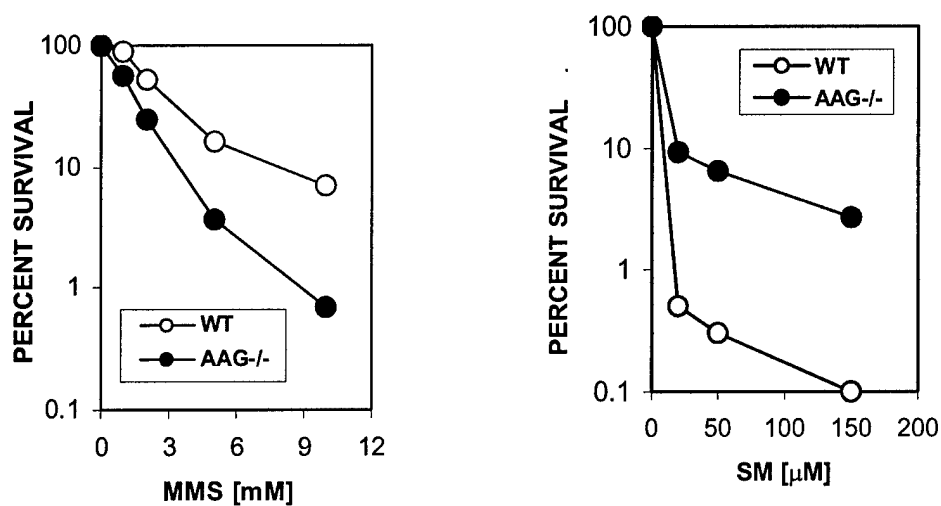 PERCENT SURVIVAL
100
10
1
0.1
WT
AAG-/-
0 3 6 9 12
MMS [mM]
PERCENT SURVIVAL
100
10
1
0.1
WT
AAG-/-
0 50 100 150 200
SM [μM]